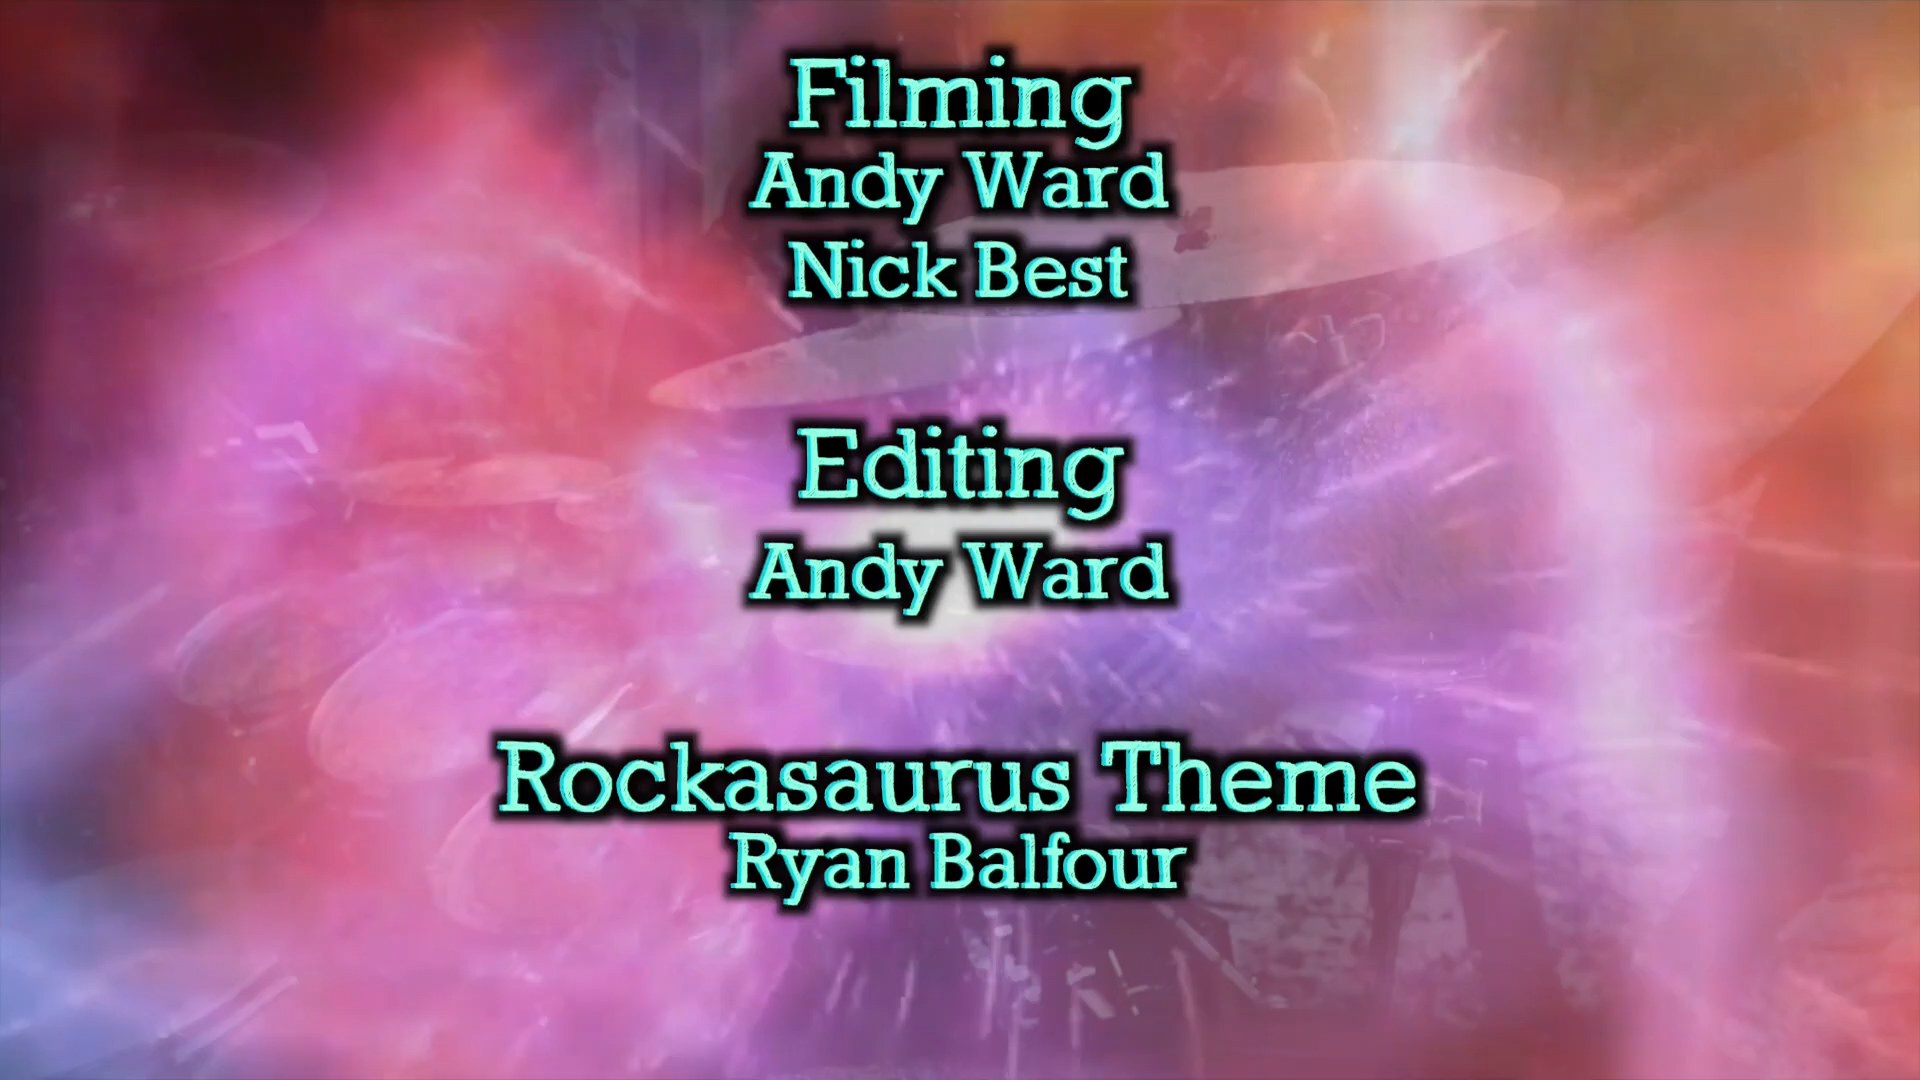 Filming
Andy Ward
Nick Best
Editing
Andy Ward
Rockasaurus Theme
Ryan Balfour